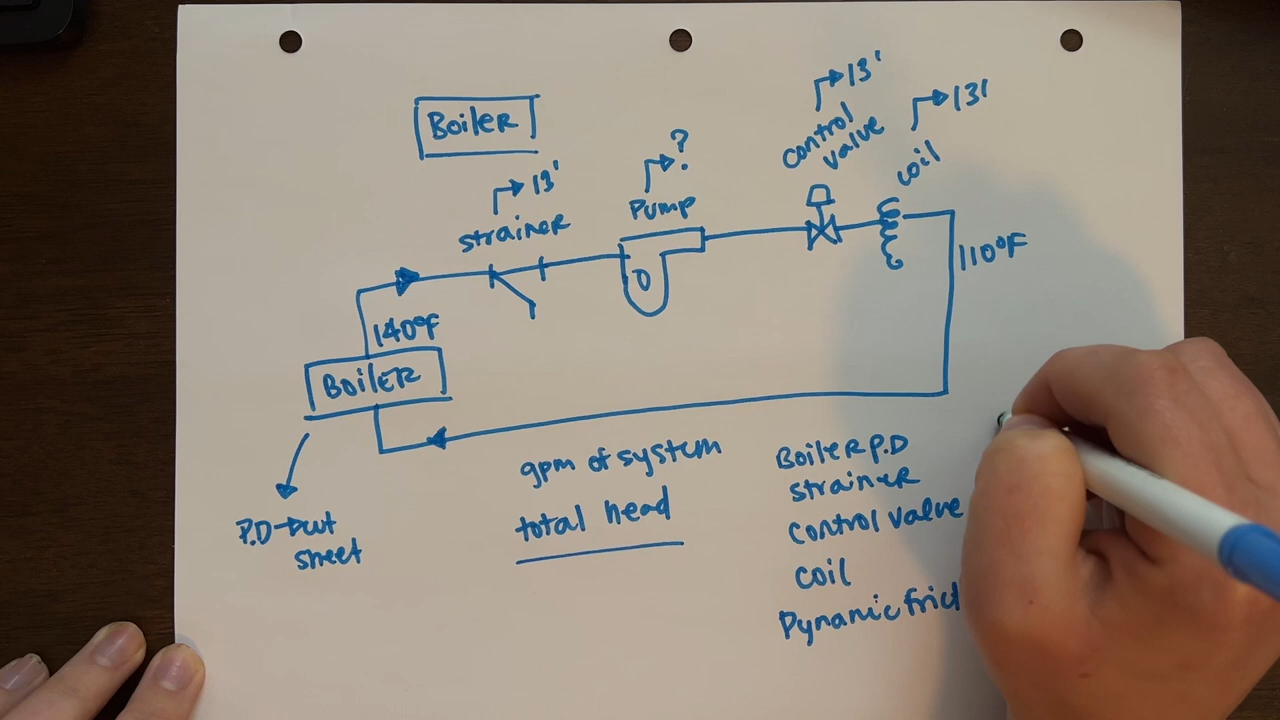 BoileR
13'
strainer
?
Pump
13'
control
valve
13'
coil
140°F
110°F
BOiLER
P.D→cut
sheet
gpm of system
total head
BoileR P.D
strainer
control valve
coil
Dynamic frict